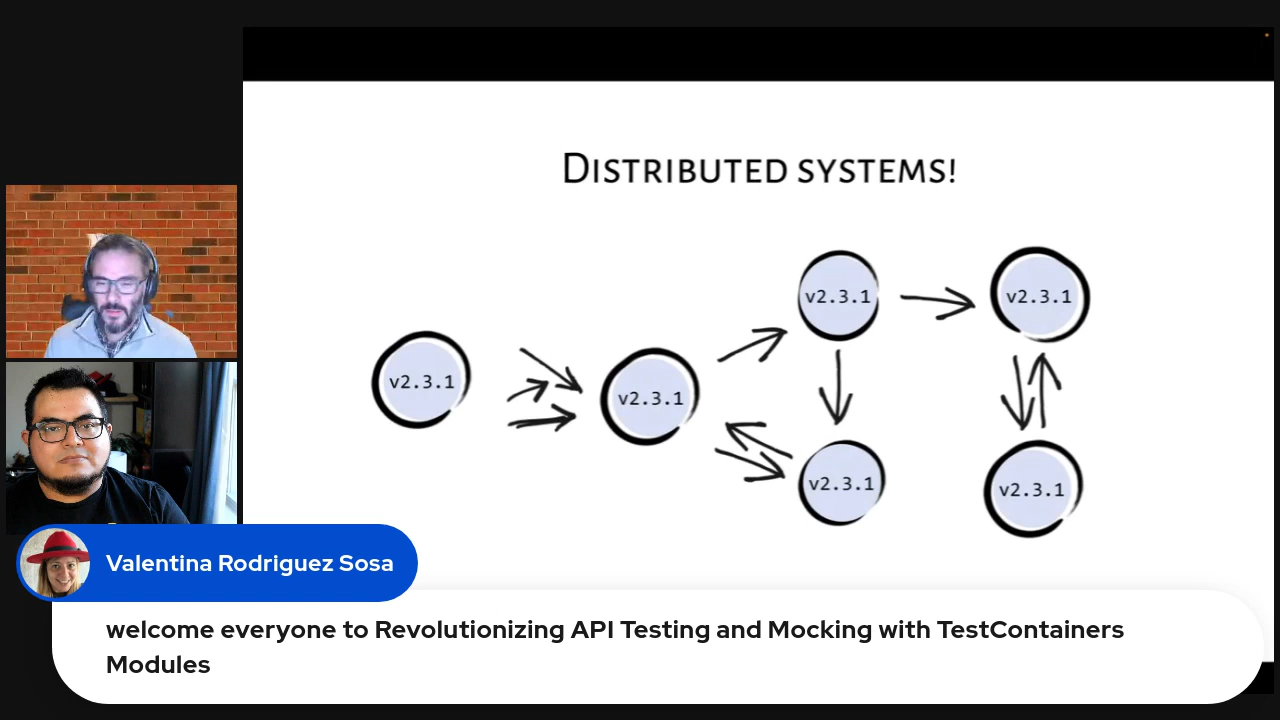 DISTRIBUTED SYSTEMS!
v2.3.1
v2.3.1
v2.3.1
v2.3.1
v2.3.1
v2.3.1
Valentina Rodriguez Sosa
welcome everyone to Revolutionizing API Testing and Mocking with TestContainers
Modules